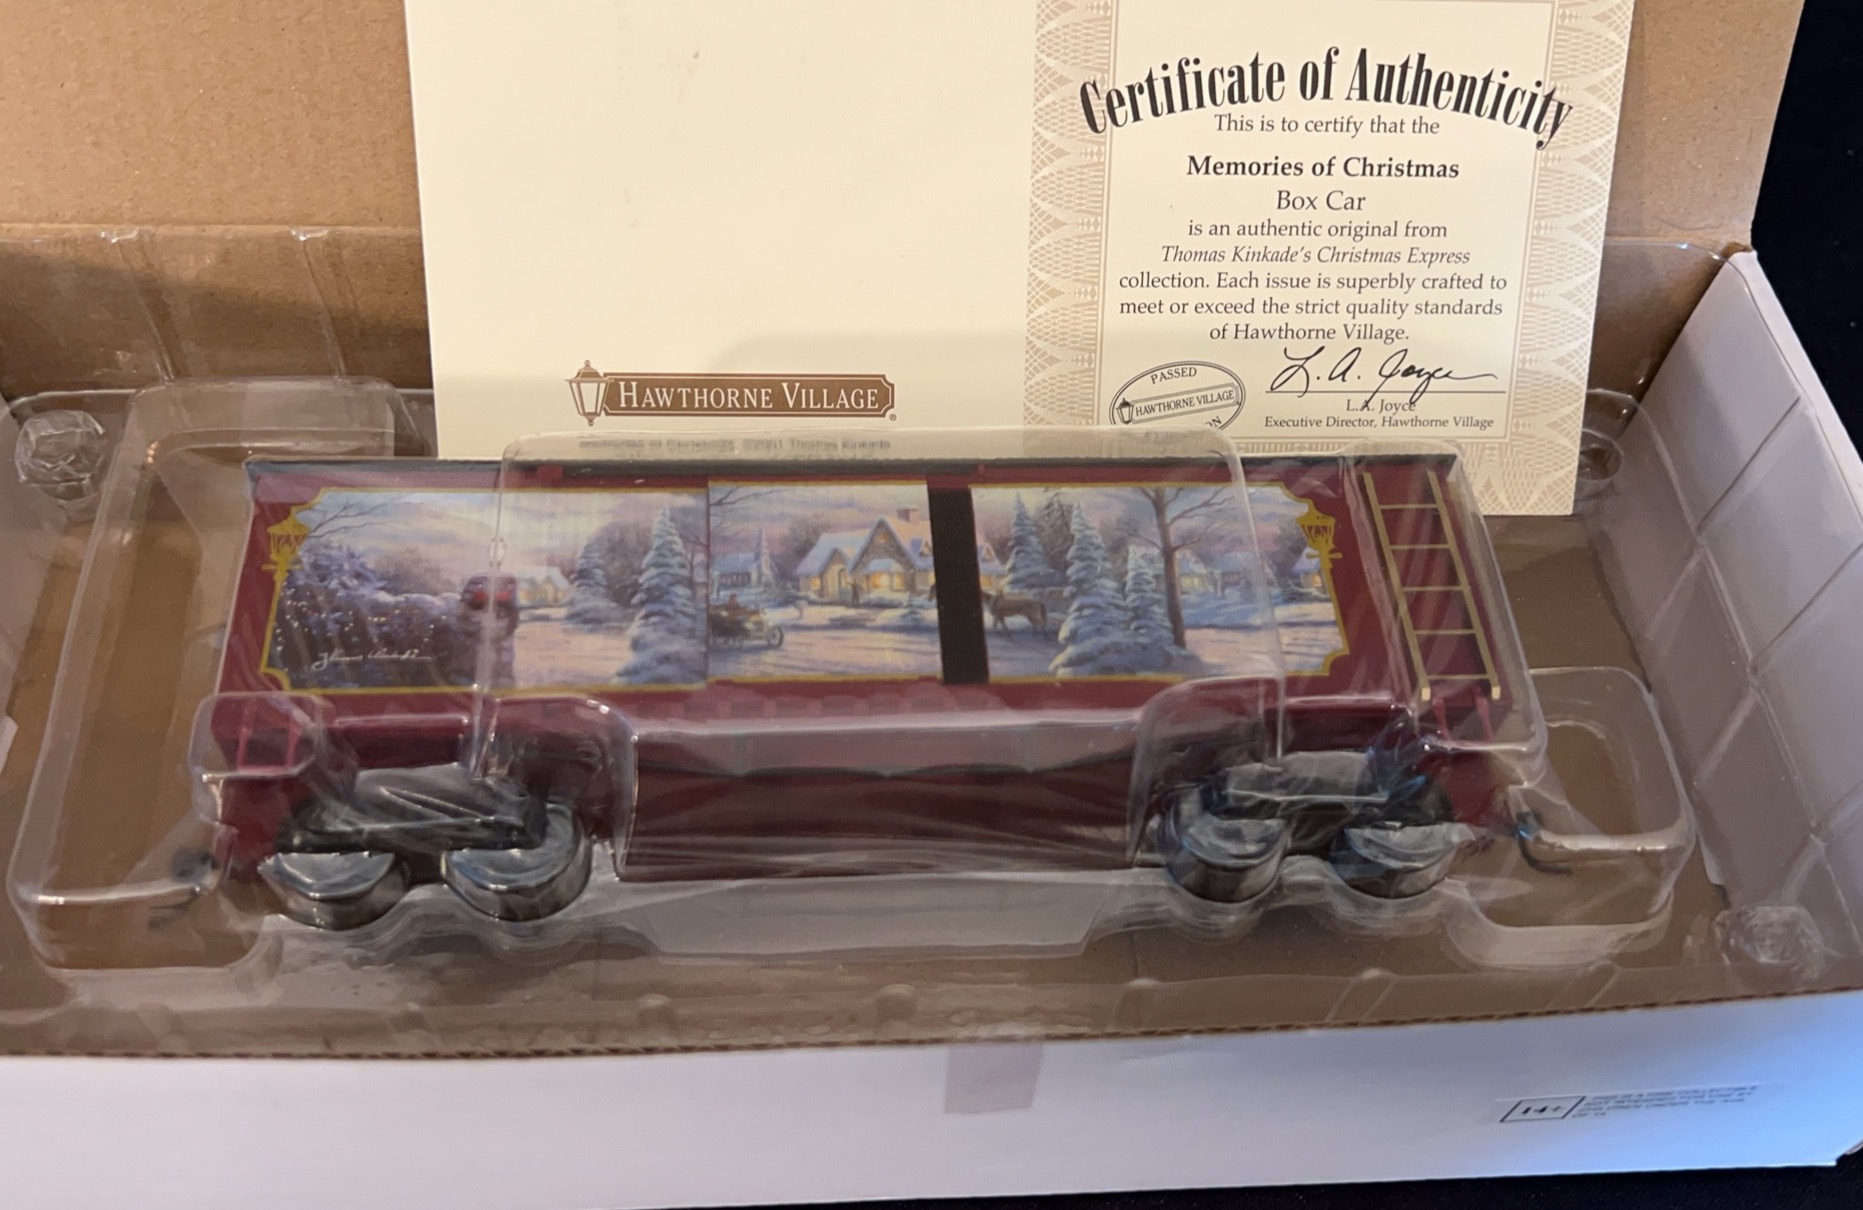 Certificate of Authenticity
This is to certify that the
Memories of Christmas
Box Car
is an authentic original from
Thomas Kinkade's Christmas Express
collection. Each issue is superbly crafted to
meet or exceed the strict quality standards
of Hawthorne Village.
L. A. Joyce
L.A. Joyce
Executive Director, Hawthorne Village
PASSED
HAWTHORNE VILLAGE
HAWTHORNE VILLAGE®
14+